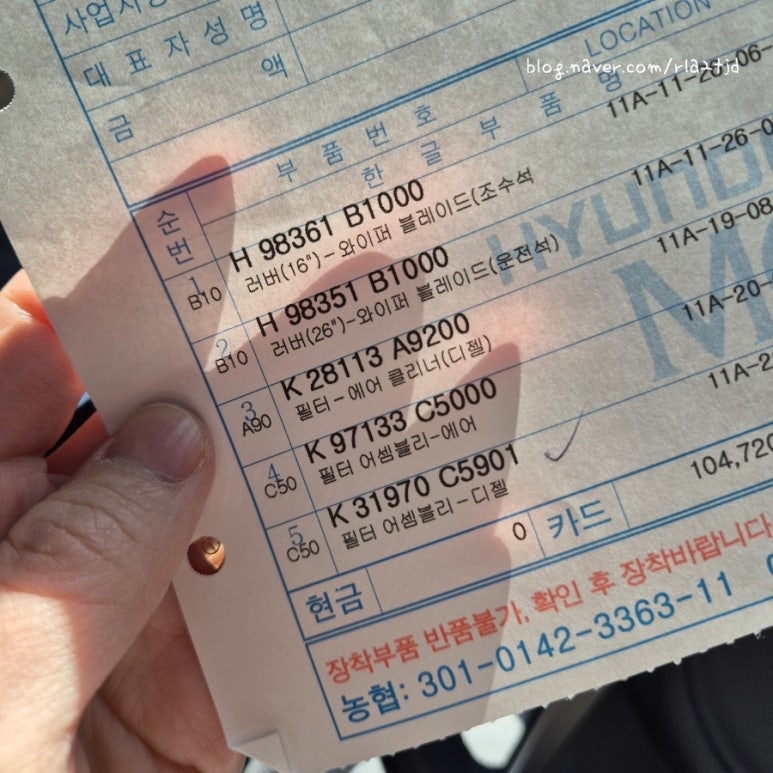 사업자등
대표자성명
LOCATION
blog.naver.com/rla2tjd
금 액
부 품 번 호
한 글 부 품 명
순번
11A-11-26-06-
1 B10 H 98361 B1000 11A-11-26-0
러버(16")-와이퍼 블레이드(조수석
2 B10 H 98351 B1000 11A-19-08
러버(26")-와이퍼 블레이드(운전석)
3 A90 K 28113 A9200 11A-20-
필터-에어 클리너(디젤)
4 C50 K 97133 C5000 11A-2
필터 어셈블리-에어
5 C50 K 31970 C5901
필터 어셈블리-디젤
HYUNDAI
MO
현금 0 카드 104,720
장착부품 반품불가, 확인 후 장착바랍니다
농협: 301-0142-3363-11